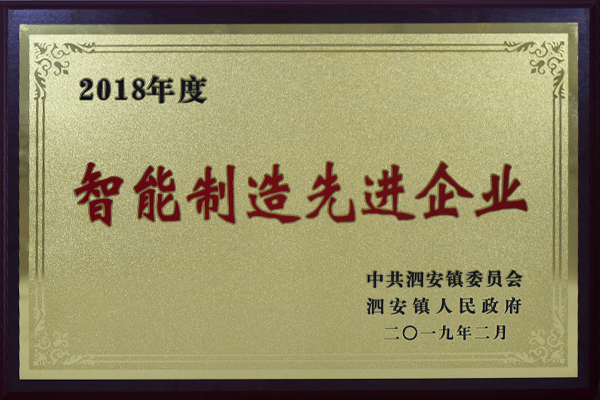 2018年度
智能制造先进企业
中共泗安镇委员会
泗安镇人民政府
二〇一九年二月